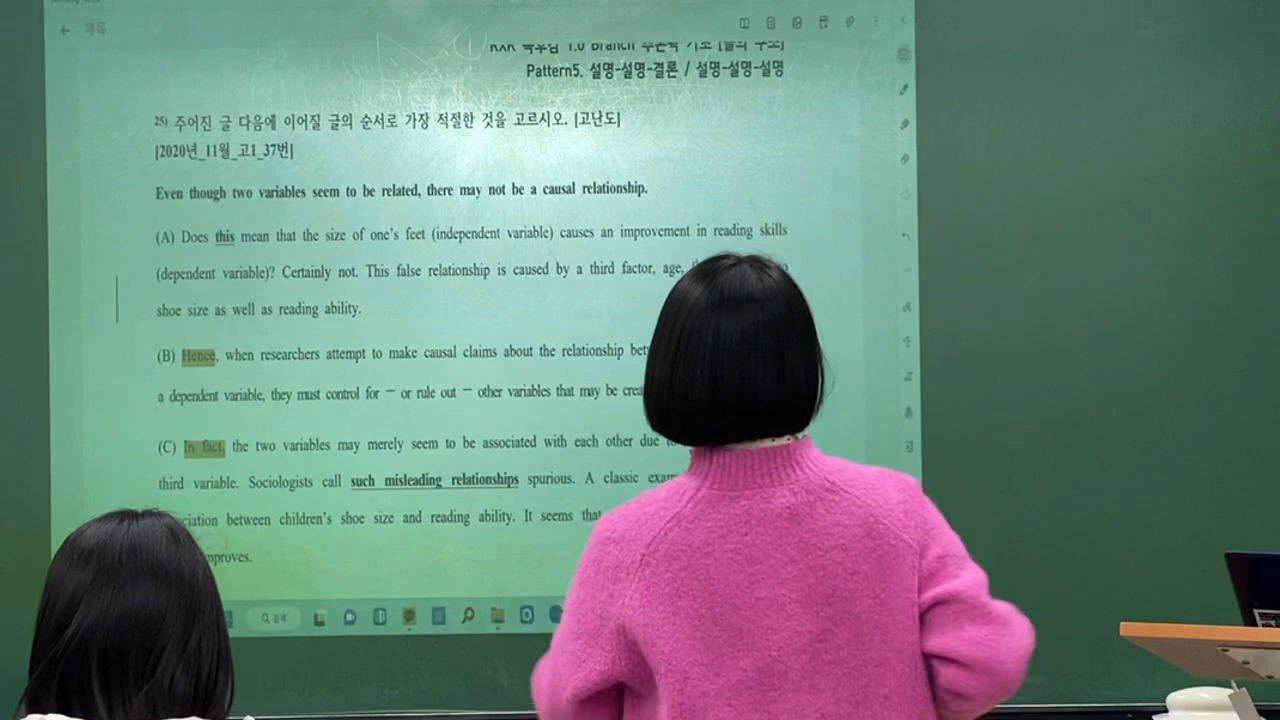 제목
Pattern5. 설명-설명-결론 / 설명-설명-설명
25) 주어진 글 다음에 이어질 글의 순서로 가장 적절한 것을 고르시오. [고난도]
[2020년_11월_고1_37번]
Even though two variables seem to be related, there may not be a causal relationship.
(A) Does this mean that the size of one's feet (independent variable) causes an improvement in reading skills
(dependent variable)? Certainly not. This false relationship is caused by a third factor, age,
shoe size as well as reading ability.
(B) Hence, when researchers attempt to make causal claims about the relationship
a dependent variable, they must control for – or rule out – other variables that may be
(C) In fact, the two variables may merely seem to be associated with each other due
third variable. Sociologists call such misleading relationships spurious. A classic
between children's shoe size and reading ability. It seems that
검색